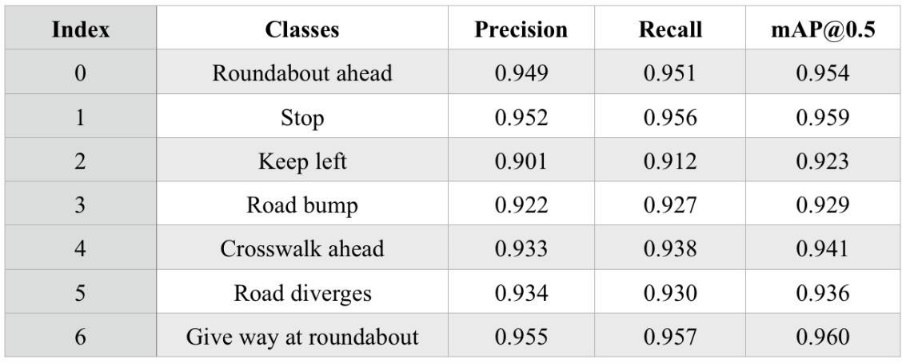 Index Classes Precision Recall mAP@0.5
0 Roundabout ahead 0.949 0.951 0.954
1 Stop 0.952 0.956 0.959
2 Keep left 0.901 0.912 0.923
3 Road bump 0.922 0.927 0.929
4 Crosswalk ahead 0.933 0.938 0.941
5 Road diverges 0.934 0.930 0.936
6 Give way at roundabout 0.955 0.957 0.960